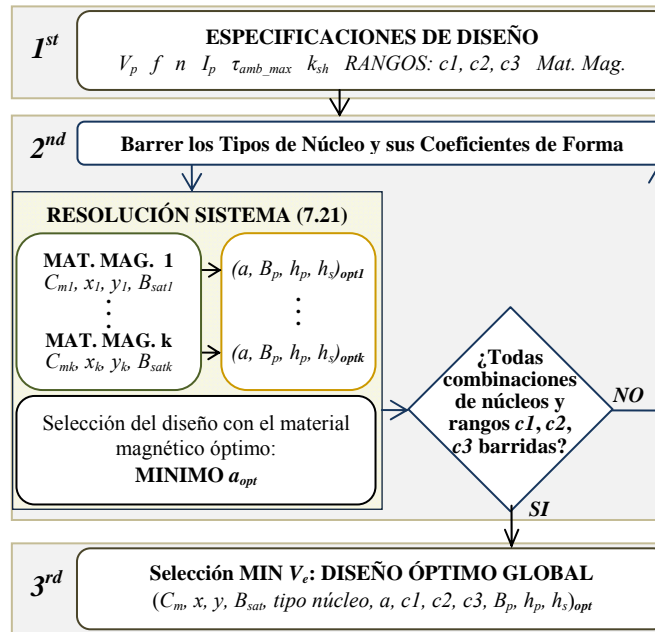 1st
ESPECIFICACIONES DE DISEÑO
Vp f n Ip τamb_max ksh RANGOS: c1, c2, c3 Mat. Mag.
2nd
Barrer los Tipos de Núcleo y sus Coeficientes de Forma
RESOLUCIÓN SISTEMA (7.21)
MAT. MAG. 1
Cm1, x1, y1, Bsat1
⋮
MAT. MAG. k
Cmk, xk, yk, Bsatk
(a, Bp, hp, hs)opt1
⋮
(a, Bp, hp, hs)optk
Selección del diseño con el material
magnético óptimo:
MINIMO aopt
¿Todas
combinaciones
de núcleos y
rangos c1, c2,
c3 barridas?
NO
SI
3rd
Selección MIN Ve: DISEÑO ÓPTIMO GLOBAL
(Cm, x, y, Bsat, tipo núcleo, a, c1, c2, c3, Bp, hp, hs)opt